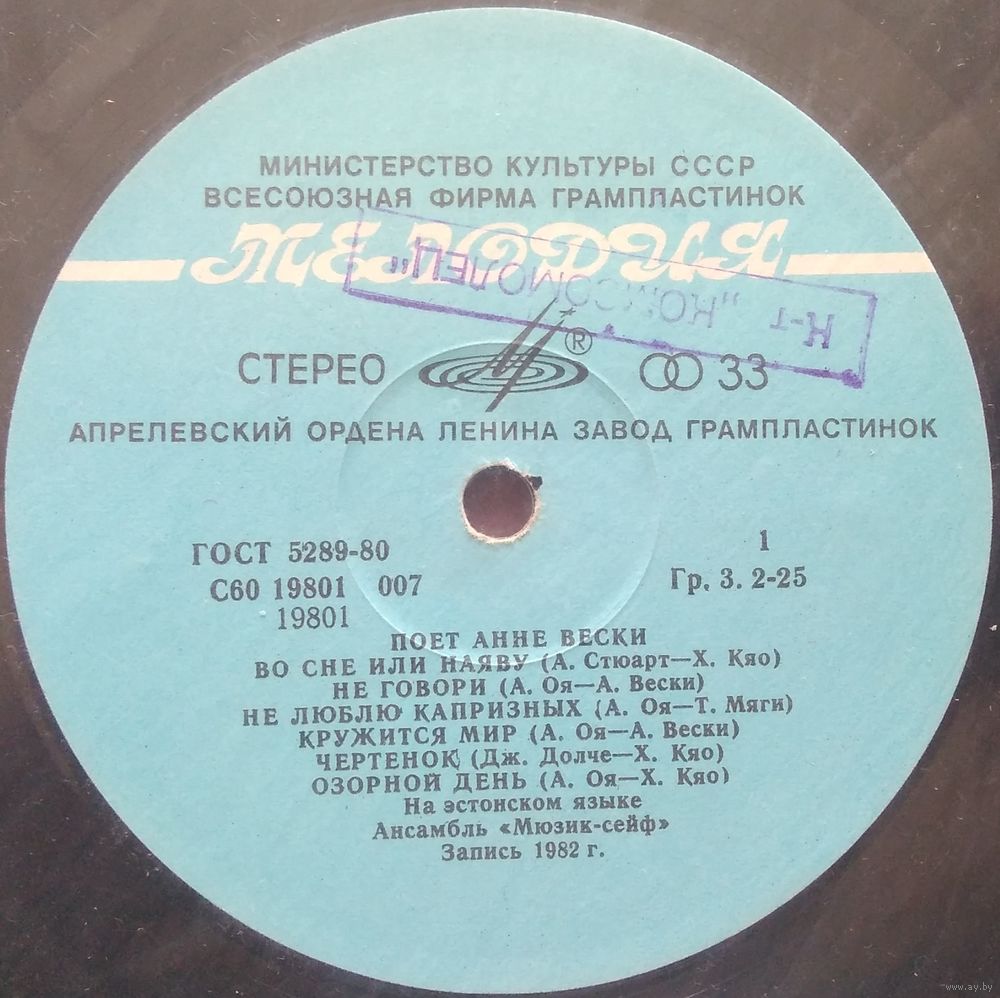 МИНИСТЕРСТВО КУЛЬТУРЫ СССР
ВСЕСОЮЗНАЯ ФИРМА ГРАМПЛАСТИНОК
МЕЛОДИЯ
К-т "КОМСОМОЛЕЦ"
СТЕРЕО ® 33
АПРЕЛЕВСКИЙ ОРДЕНА ЛЕНИНА ЗАВОД ГРАМПЛАСТИНОК
ГОСТ 5289-80 1
С60 19801 007 Гр. 3. 2-25
19801
ПОЕТ АННЕ ВЕСКИ
ВО СНЕ ИЛИ НАЯВУ (А. Стюарт—Х. Кяо)
НЕ ГОВОРИ (А. Оя—А. Вески)
НЕ ЛЮБЛЮ КАПРИЗНЫХ (А. Оя—Т. Мяги)
КРУЖИТСЯ МИР (А. Оя—А. Вески)
ЧЕРТЕНОК (Дж. Долче—Х. Кяо)
ОЗОРНОЙ ДЕНЬ (А. Оя—Х. Кяо)
На эстонском языке
Ансамбль «Мюзик-сейф»
Запись 1982 г.
www.ay.by